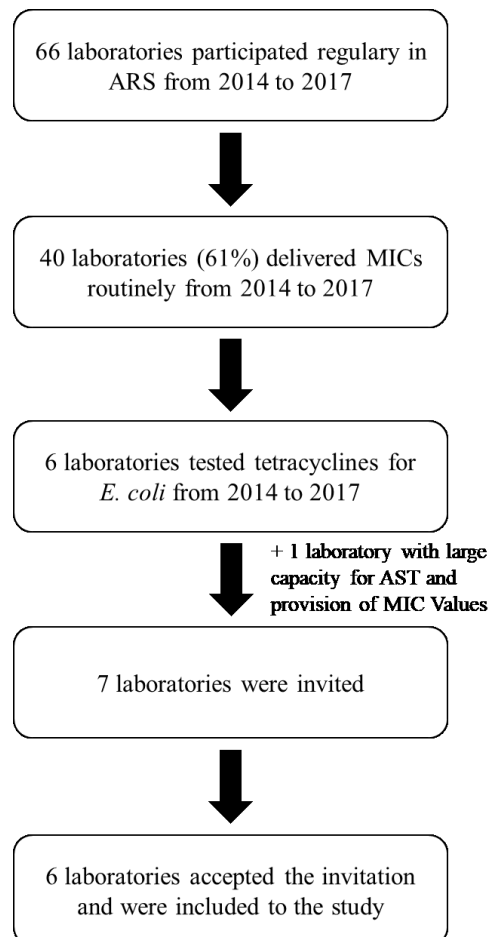 66 laboratories participated regulary in
ARS from 2014 to 2017
40 laboratories (61%) delivered MICs
routinely from 2014 to 2017
6 laboratories tested tetracyclines for
E. coli from 2014 to 2017
+ 1 laboratory with large
capacity for AST and
provision of MIC Values
7 laboratories were invited
6 laboratories accepted the invitation
and were included to the study